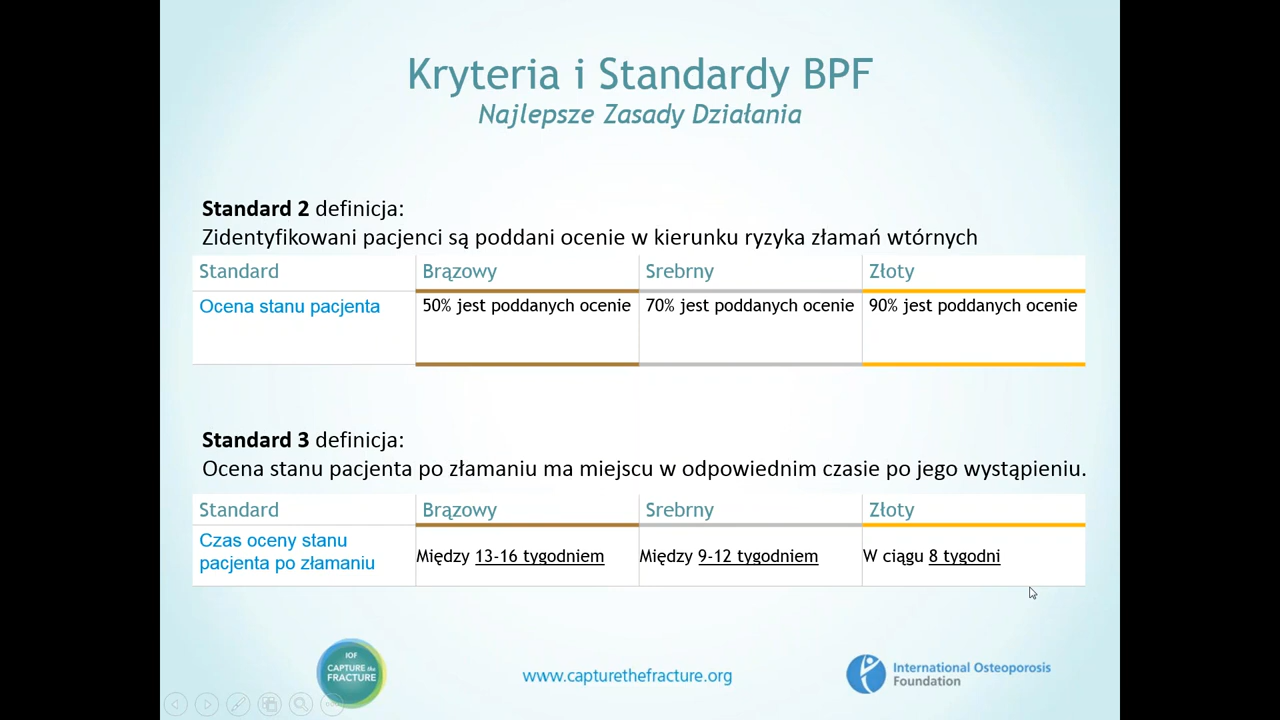 Kryteria i Standardy BPF
Najlepsze Zasady Działania
Standard 2 definicja:
Zidentyfikowani pacjenci są poddani ocenie w kierunku ryzyka złamań wtórnych
Standard Brązowy Srebrny Złoty
Ocena stanu pacjenta 50% jest poddanych ocenie 70% jest poddanych ocenie 90% jest poddanych ocenie
Standard 3 definicja:
Ocena stanu pacjenta po złamaniu ma miejscu w odpowiednim czasie po jego wystąpieniu.
Standard Brązowy Srebrny Złoty
Czas oceny stanu
pacjenta po złamaniu
Między 13-16 tygodniem Między 9-12 tygodniem W ciągu 8 tygodni
IOF
CAPTURE the
FRACTURE
www.capturethefracture.org
International Osteoporosis
Foundation